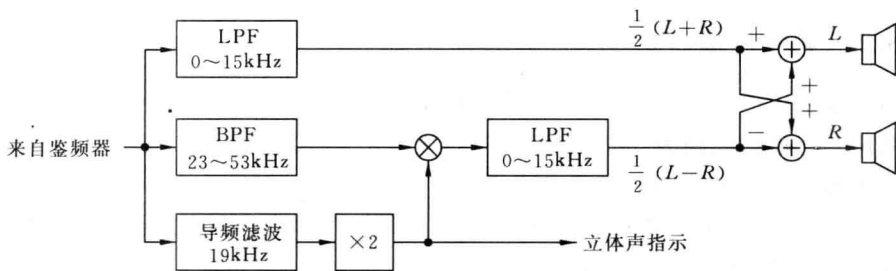 LPF
0～15kHz
1/2 (L+R)
+
+
L
来自鉴频器
BPF
23～53kHz
×
LPF
0～15kHz
1/2 (L−R)
+
+
−
+
R
导频滤波
19kHz
×2
立体声指示